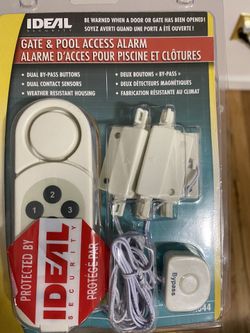 IDEAL
SECURITY
BE WARNED WHEN A DOOR OR GATE HAS BEEN OPENED!
SOYEZ AVERTI QUAND UNE PORTE A ÉTÉ OUVERTE !
GATE & POOL ACCESS ALARM
ALARME D'ACCES POUR PISCINE ET CLÔTURES
• DUAL BY-PASS BUTTONS
• DUAL CONTACT SENSORS
• WEATHER RESISTANT HOUSING
• DEUX BOUTONS « BY-PASS »
• DEUX DÉTECTEURS MAGNÉTIQUES
• FABRICATION RÉSISTANTE AU CLIMAT
1
2
3
PROTECTED BY
IDEAL
SECURITY
PROTÉGÉ PAR
Bypass